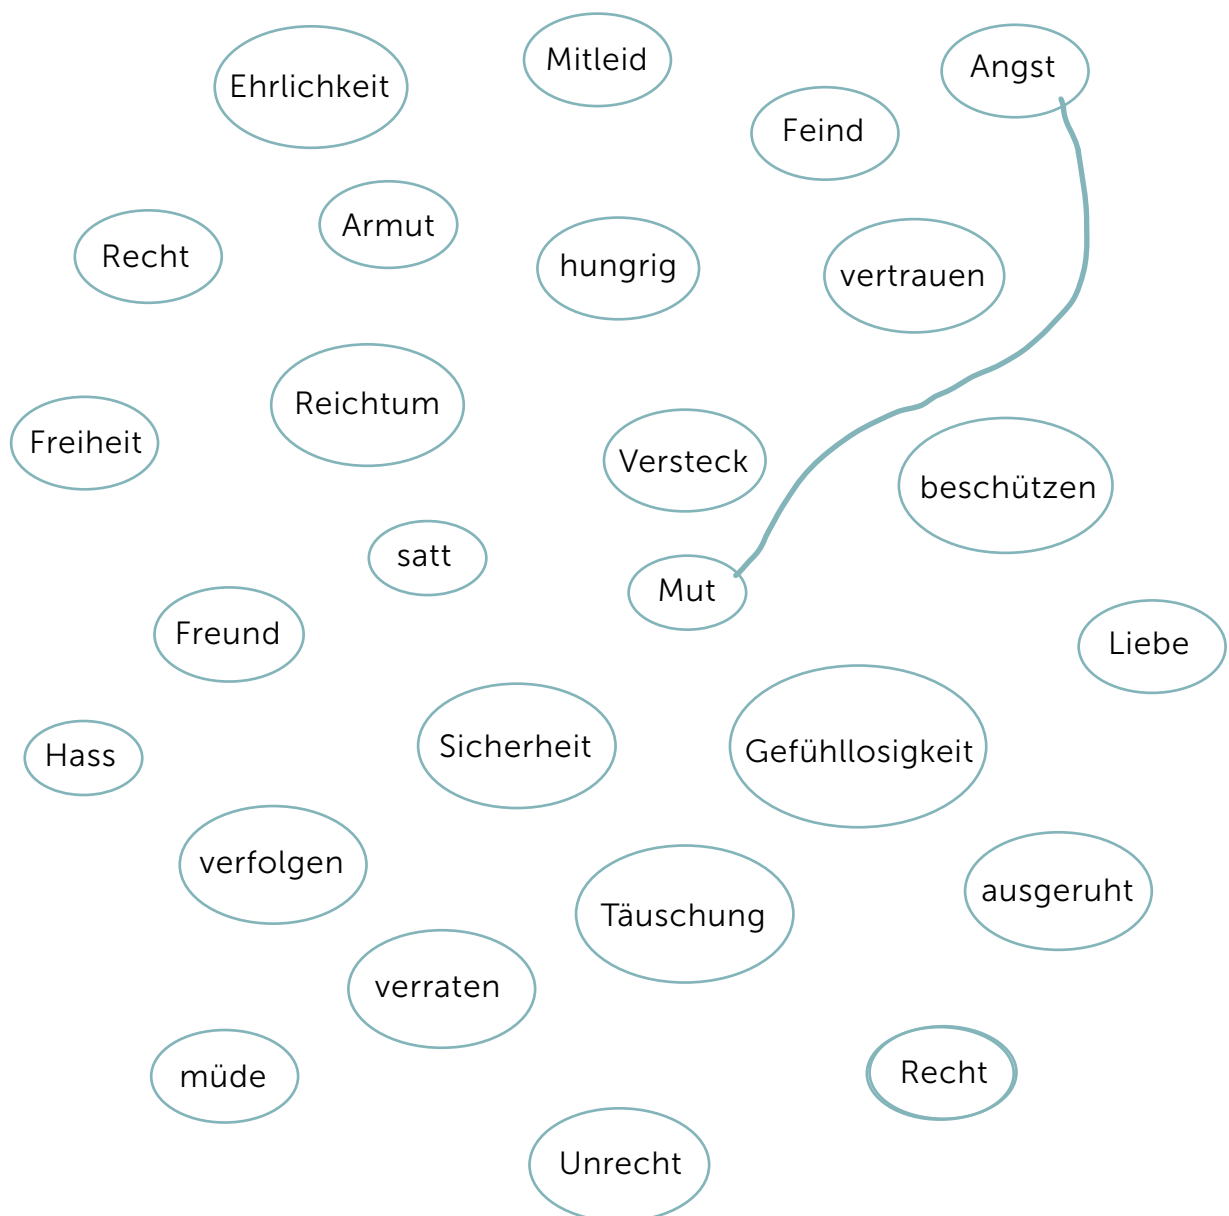 Mitleid
Angst
Ehrlichkeit
Feind
Armut
Recht
hungrig
vertrauen
Reichtum
Freiheit
Versteck
beschützen
satt
Mut
Freund
Liebe
Sicherheit
Gefühllosigkeit
Hass
verfolgen
ausgeruht
Täuschung
verraten
Recht
müde
Unrecht